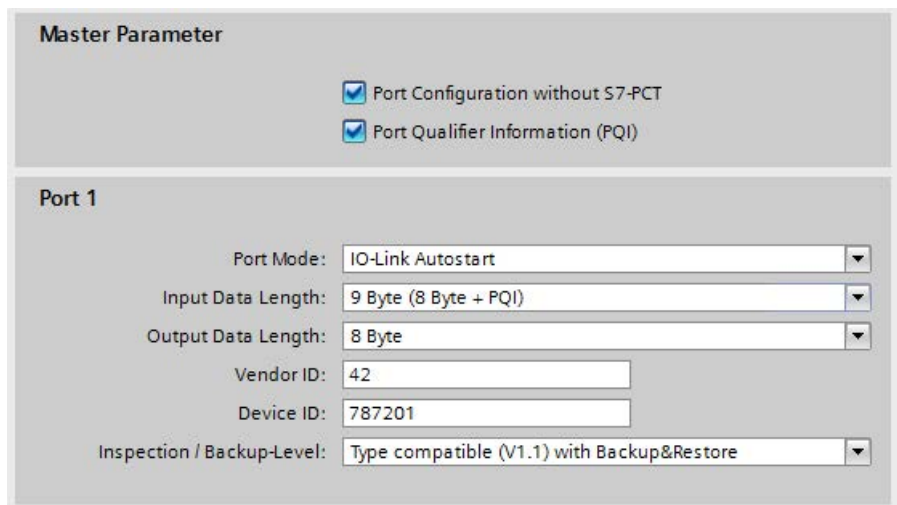 Master Parameter
Port Configuration without S7-PCT
Port Qualifier Information (PQI)
Port 1
Port Mode: IO-Link Autostart
Input Data Length: 9 Byte (8 Byte + PQI)
Output Data Length: 8 Byte
Vendor ID: 42
Device ID: 787201
Inspection / Backup-Level: Type compatible (V1.1) with Backup&Restore